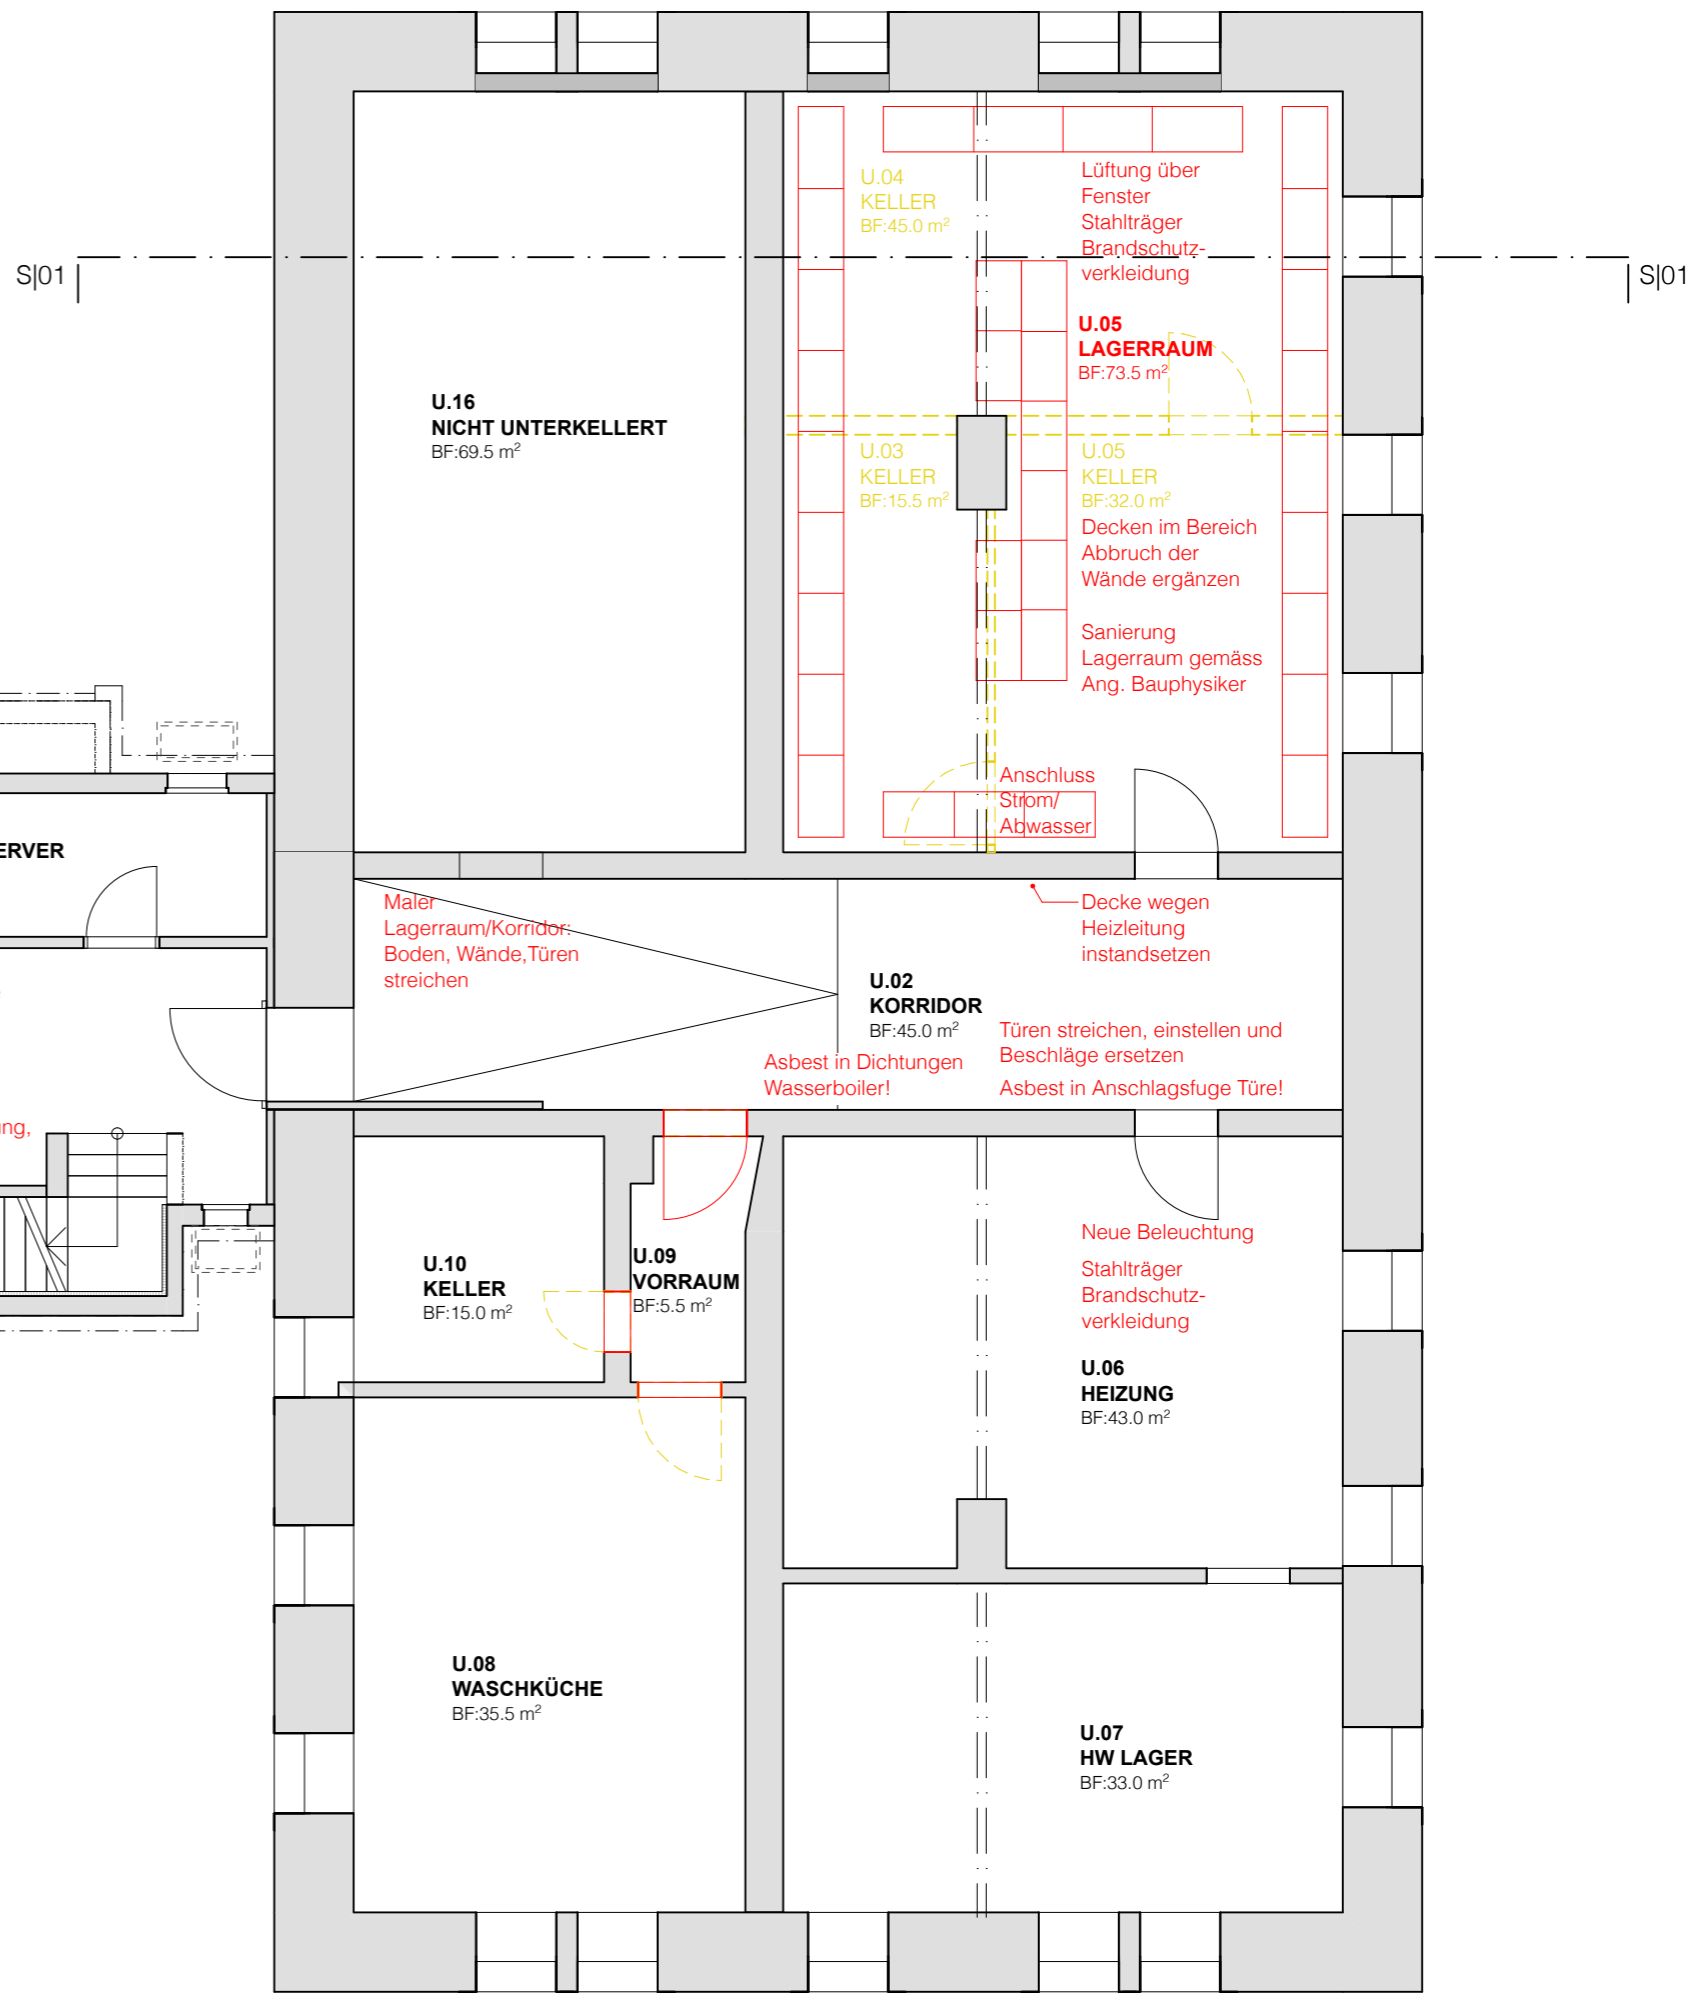 U.04
KELLER
BF:45.0 m²
Lüftung über
Fenster
Stahlträger
Brandschutz-
verkleidung
S|01
S|01
U.05
LAGERRAUM
BF:73.5 m²
U.16
NICHT UNTERKELLERT
BF:69.5 m²
U.03
KELLER
BF:15.5 m²
U.05
KELLER
BF:32.0 m²
Decken im Bereich
Abbruch der
Wände ergänzen
Sanierung
Lagerraum gemäss
Ang. Bauphysiker
Anschluss
Strom/
Abwasser
ERVER
Maler
Lagerraum/Korridor:
Boden, Wände,Türen
streichen
Decke wegen
Heizleitung
instandsetzen
U.02
KORRIDOR
BF:45.0 m²
Türen streichen, einstellen und
Beschläge ersetzen
Asbest in Dichtungen
Wasserboiler!
Asbest in Anschlagsfuge Türe!
ung,
U.10
KELLER
BF:15.0 m²
U.09
VORRAUM
BF:5.5 m²
Neue Beleuchtung
Stahlträger
Brandschutz-
verkleidung
U.06
HEIZUNG
BF:43.0 m²
U.08
WASCHKÜCHE
BF:35.5 m²
U.07
HW LAGER
BF:33.0 m²